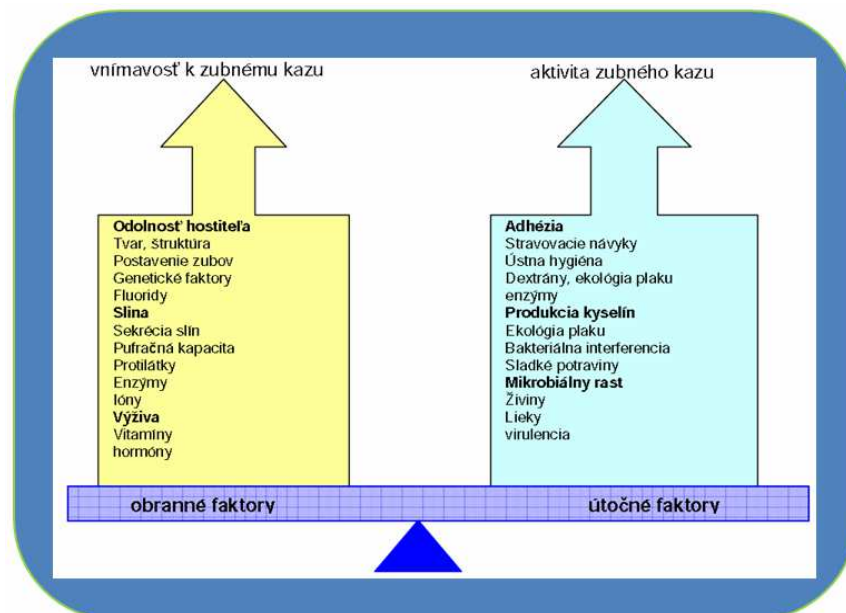 vnímavosť k zubnému kazu
Odolnosť hostiteľa
Tvar, štruktúra
Postavenie zubov
Genetické faktory
Fluoridy
Slina
Sekrécia slín
Pufračná kapacita
Protilátky
Enzýmy
Ióny
Výživa
Vitamíny
hormóny
obranné faktory
aktivita zubného kazu
Adhézia
Stravovacie návyky
Ústna hygiéna
Dextrány, ekológia plaku
enzýmy
Produkcia kyselín
Ekológia plaku
Bakteriálna interferencia
Sladké potraviny
Mikrobiálny rast
Živiny
Lieky
virulencia
útočné faktory